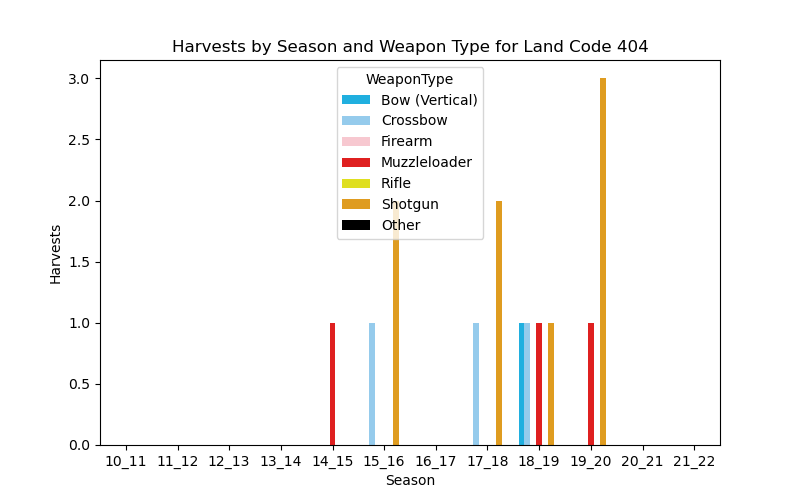 Harvests by Season and Weapon Type for Land Code 404
WeaponType
Bow (Vertical)
Crossbow
Firearm
Muzzleloader
Rifle
Shotgun
Other
3.0
2.5
2.0
1.5
1.0
0.5
0.0
Harvests
10_11 11_12 12_13 13_14 14_15 15_16 16_17 17_18 18_19 19_20 20_21 21_22
Season